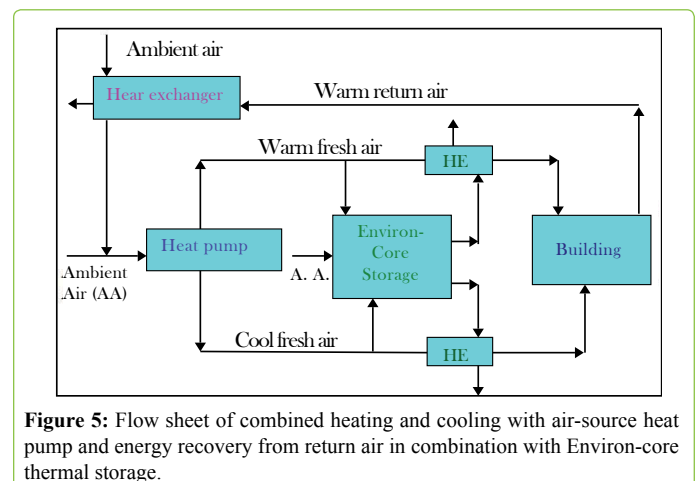 Ambient air
Hear exchanger
Warm return air
Warm fresh air
HE
Heat pump
Environ-
Core
Storage
Building
Ambient
Air (AA)
A. A.
Cool fresh air
HE
Figure 5: Flow sheet of combined heating and cooling with air-source heat
pump and energy recovery from return air in combination with Environ-core
thermal storage.